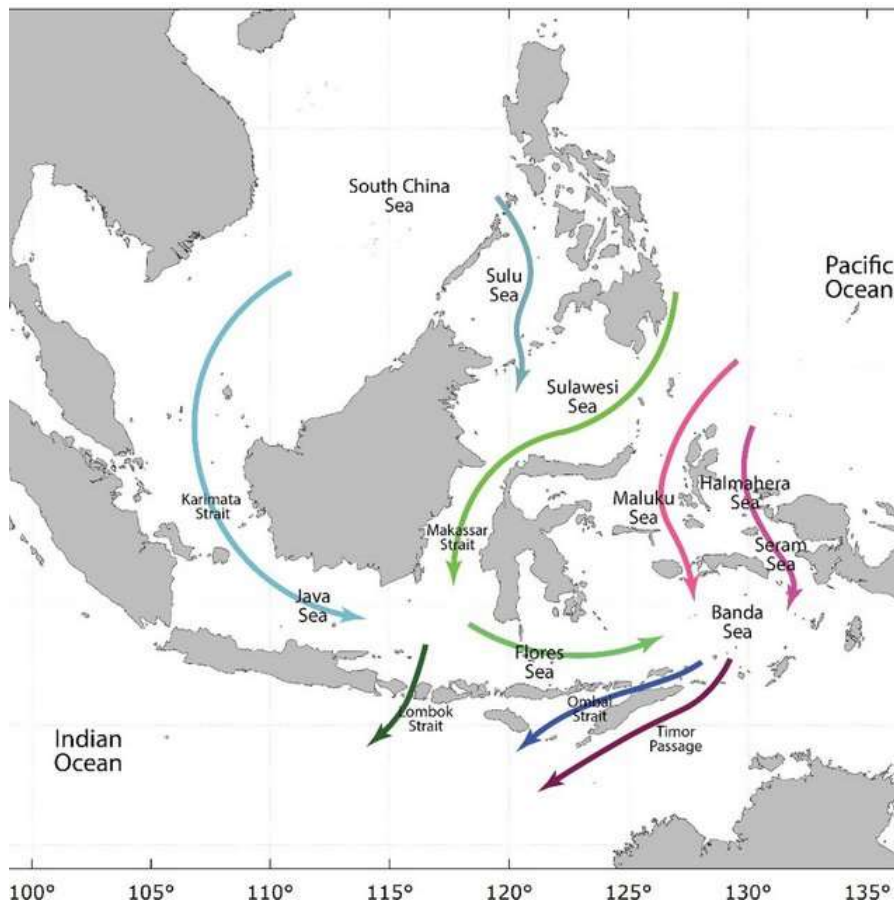 South China
Sea
Sulu
Sea
Pacific
Ocean
Sulawesi
Sea
Karimata
Strait
Makassar
Strait
Maluku
Sea
Halmahera
Sea
Seram
Sea
Java
Sea
Banda
Sea
Flores
Sea
Lombok
Strait
Ombai
Strait
Timor
Passage
Indian
Ocean
100° 105° 110° 115° 120° 125° 130° 135°